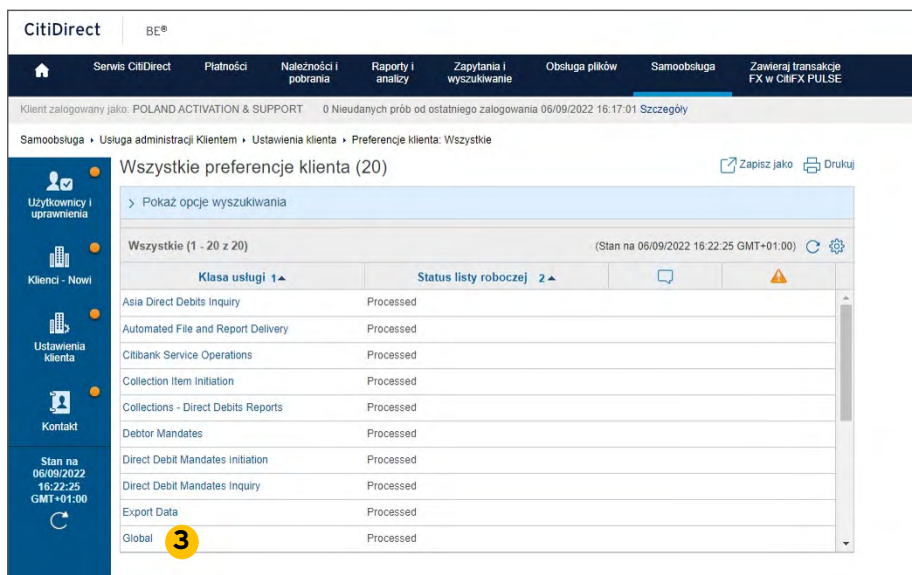 CitiDirect BE®
Serwis CitiDirect Płatności Należności i pobrania Raporty i analizy Zapytania i wyszukiwanie Obsługa plików Samoobsługa Zawieraj transakcje FX w CitiFX PULSE
Klient zalogowany jako: POLAND ACTIVATION & SUPPORT 0 Nieudanych prób od ostatniego zalogowania 06/09/2022 16:17:01 Szczegóły
Samoobsługa ▸ Usługa administracji Klientem ▸ Ustawienia klienta ▸ Preferencje klienta: Wszystkie
Użytkownicy i
uprawnienia
Klienci - Nowi
Ustawienia
klienta
Kontakt
Stan na
06/09/2022
16:22:25
GMT+01:00
Wszystkie preferencje klienta (20) Zapisz jako Drukuj
> Pokaż opcje wyszukiwania
Wszystkie (1 - 20 z 20) (Stan na 06/09/2022 16:22:25 GMT+01:00)
Klasa usługi 1▲ Status listy roboczej 2▲
Asia Direct Debits Inquiry Processed
Automated File and Report Delivery Processed
Citibank Service Operations Processed
Collection Item Initiation Processed
Collections - Direct Debits Reports Processed
Debtor Mandates Processed
Direct Debit Mandates initiation Processed
Direct Debit Mandates Inquiry Processed
Export Data Processed
Global 3 Processed